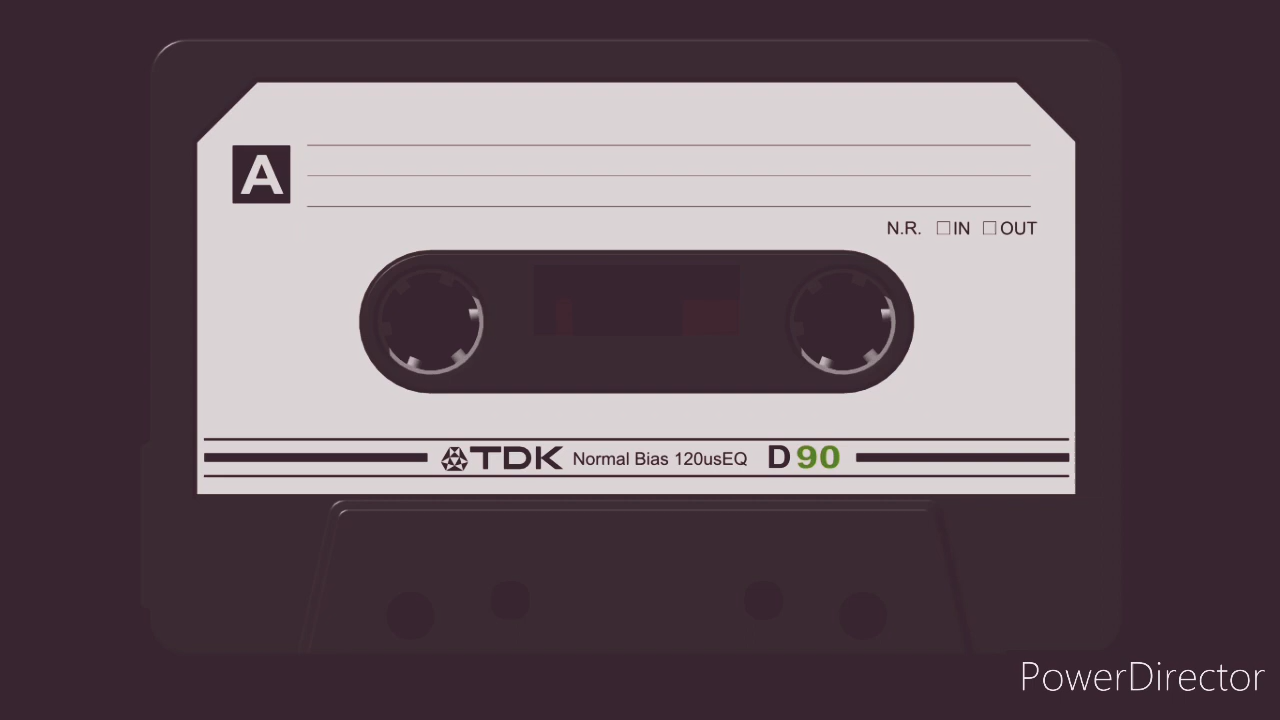 A
N.R. □IN □OUT
TDK Normal Bias 120usEQ D90
PowerDirector